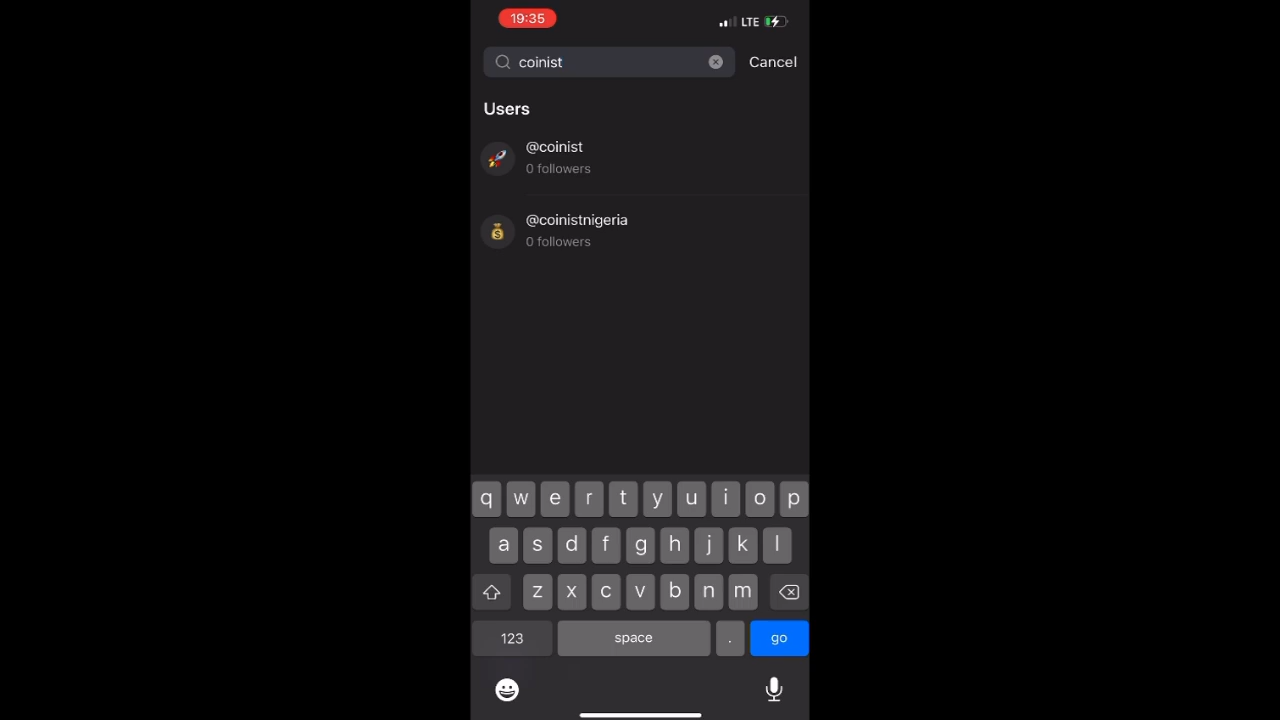 19:35 LTE
coinist Cancel
Users
@coinist
0 followers
@coinistnigeria
0 followers
q w e r t y u i o p
a s d f g h j k l
z x c v b n m
123 space . go